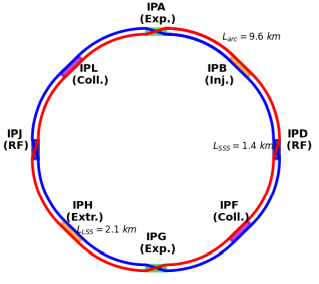 IPA
(Exp.)
L_arc = 9.6 km
IPL
(Coll.)
IPB
(Inj.)
IPJ
(RF)
L_SSS = 1.4 km
IPD
(RF)
IPH
(Extr.)
L_LSS = 2.1 km
IPF
(Coll.)
IPG
(Exp.)